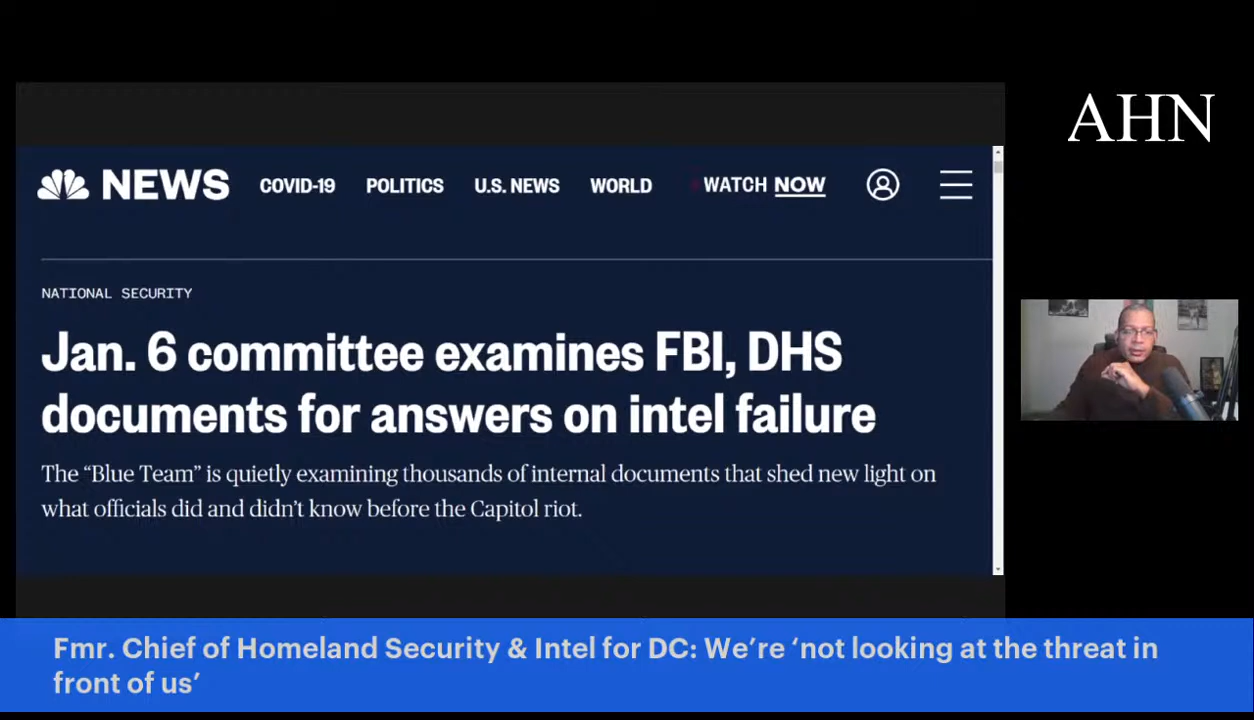 AHN
NEWS COVID-19 POLITICS U.S. NEWS WORLD WATCH NOW
NATIONAL SECURITY
Jan. 6 committee examines FBI, DHS
documents for answers on intel failure
The “Blue Team” is quietly examining thousands of internal documents that shed new light on
what officials did and didn’t know before the Capitol riot.
Fmr. Chief of Homeland Security & Intel for DC: We’re ‘not looking at the threat in
front of us’